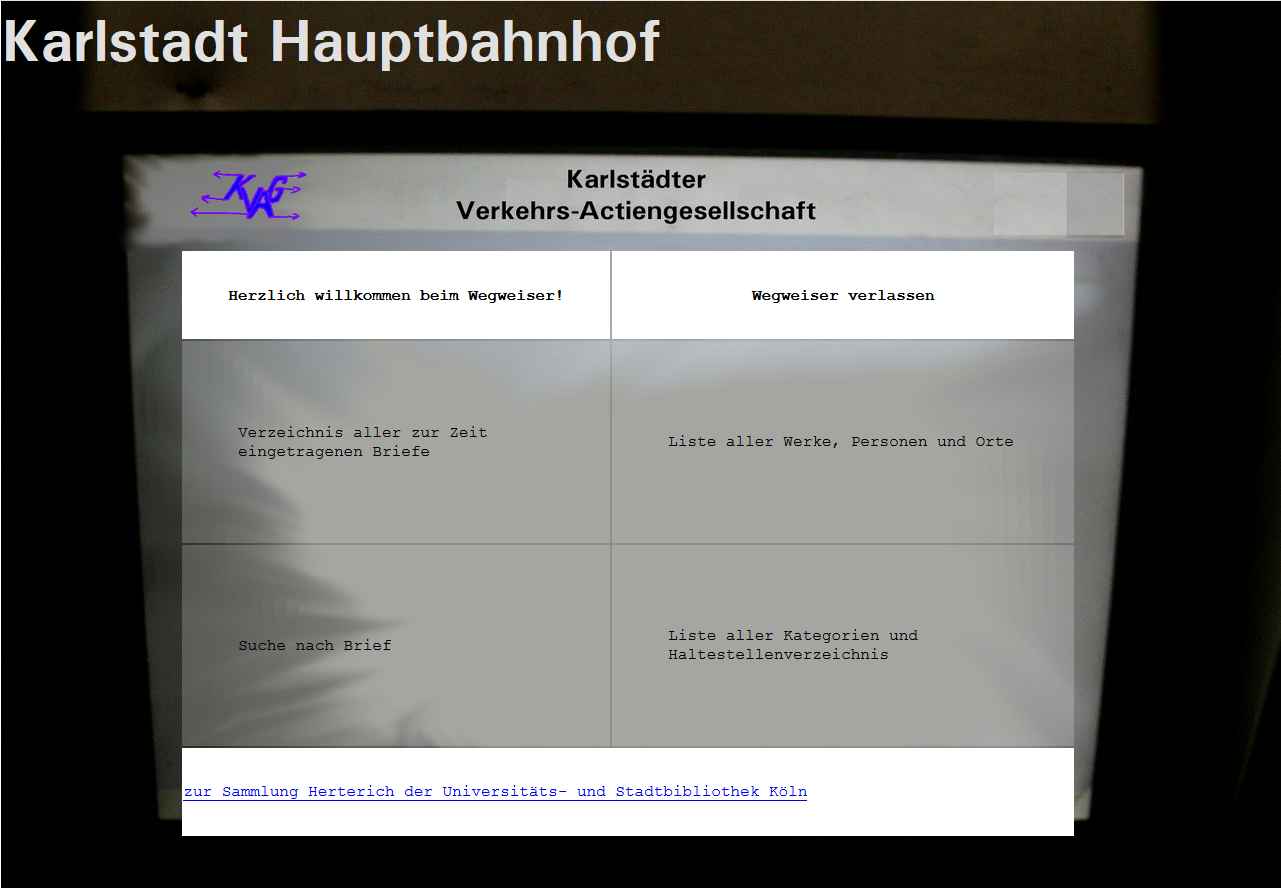 Karlstadt Hauptbahnhof
KVAG
Karlstädter
Verkehrs-Actiengesellschaft
Herzlich willkommen beim Wegweiser!
Wegweiser verlassen
Verzeichnis aller zur Zeit
eingetragenen Briefe
Liste aller Werke, Personen und Orte
Suche nach Brief
Liste aller Kategorien und
Haltestellenverzeichnis
zur Sammlung Herterich der Universitäts- und Stadtbibliothek Köln